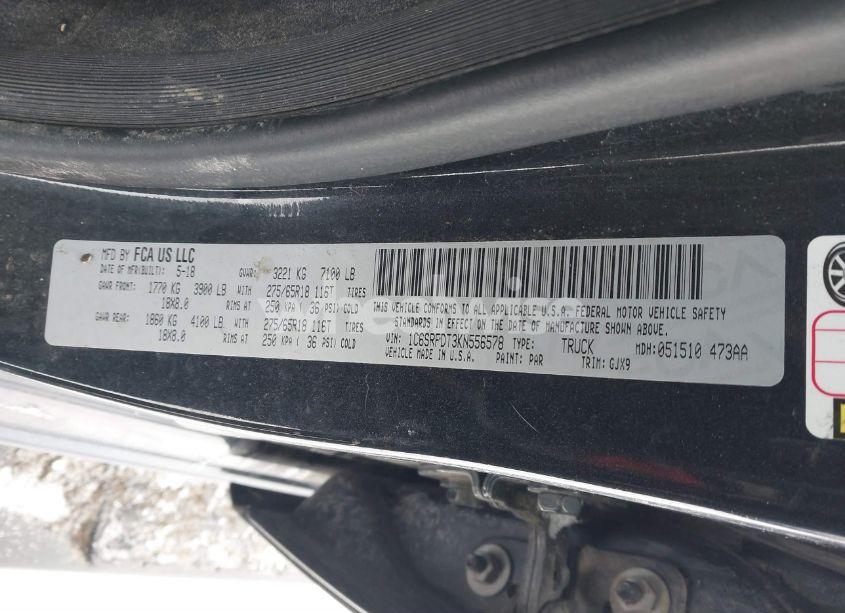 MFD BY FCA US LLC
DATE OF MFR(BUILT): 5-18 GVWR: 3221 KG 7100 LB
GAWR FRONT: 1770 KG 3900 LB WITH 275/65R18 116T TIRES
18X8.0 RIMS AT 250 KPA ( 36 PSI) COLD
GAWR REAR: 1860 KG 4100 LB WITH 275/65R18 116T TIRES
18X8.0 RIMS AT 250 KPA ( 36 PSI) COLD
THIS VEHICLE CONFORMS TO ALL APPLICABLE U.S.A. FEDERAL MOTOR VEHICLE SAFETY
STANDARDS IN EFFECT ON THE DATE OF MANUFACTURE SHOWN ABOVE.
VIN: 1C6SRFDT3KN556578 TYPE: TRUCK MDH: 051510 473AA
VEHICLE MADE IN U.S.A. PAINT: PAR TRIM: GJX9